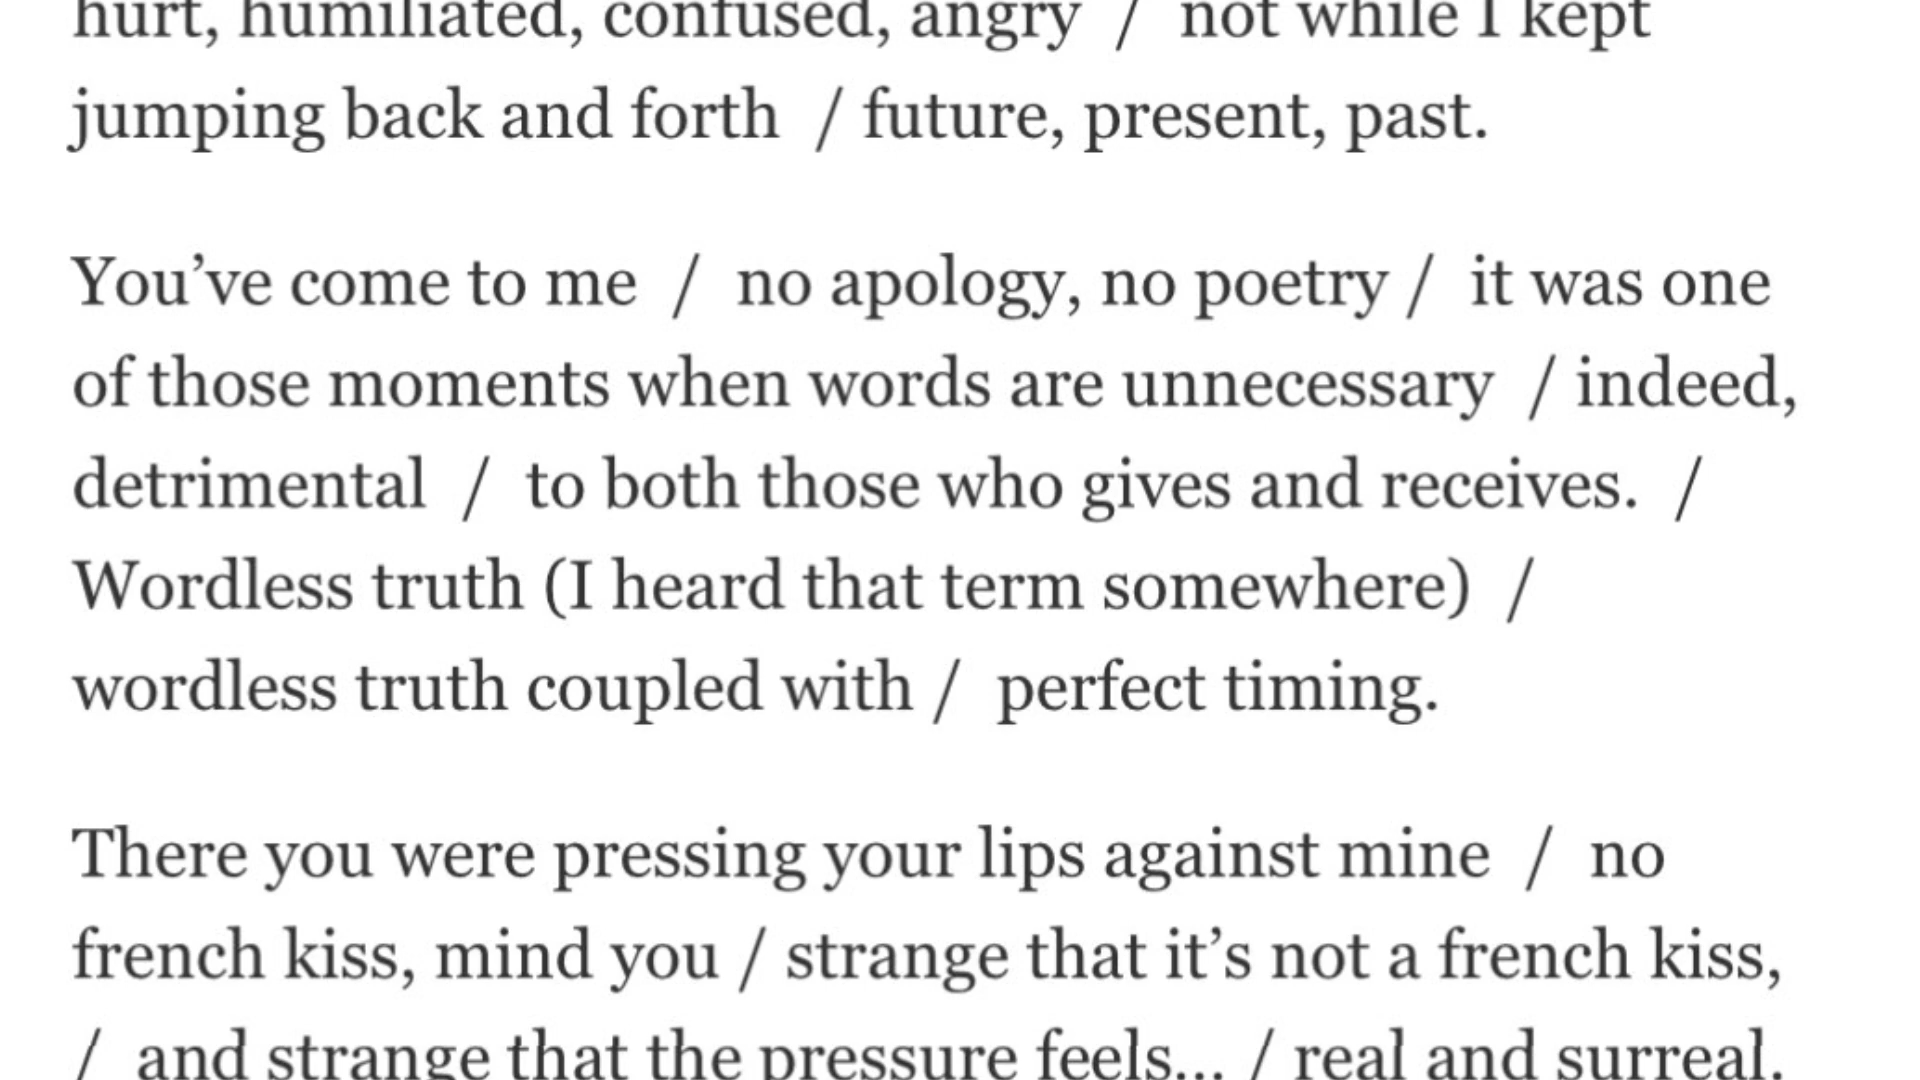 hurt, humiliated, confused, angry / not while I kept
jumping back and forth / future, present, past.
You’ve come to me / no apology, no poetry / it was one
of those moments when words are unnecessary / indeed,
detrimental / to both those who gives and receives. /
Wordless truth (I heard that term somewhere) /
wordless truth coupled with / perfect timing.
There you were pressing your lips against mine / no
french kiss, mind you / strange that it’s not a french kiss,
/ and strange that the pressure feels… / real and surreal.